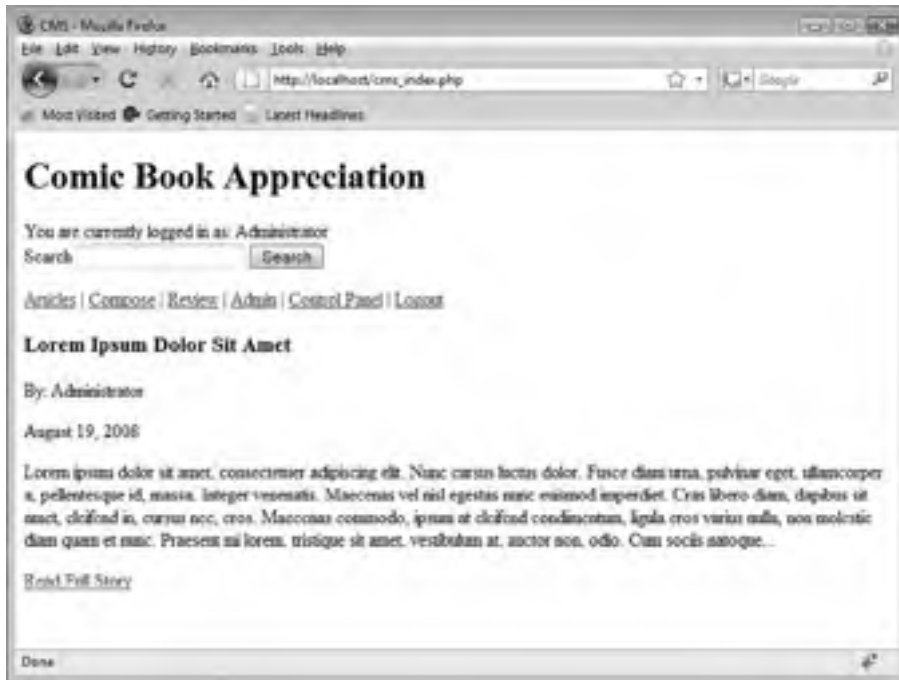 CMS - Mozilla Firefox
File Edit View History Bookmarks Tools Help
http://localhost/cms_index.php
Google
Most Visited Getting Started Latest Headlines
Comic Book Appreciation
You are currently logged in as: Administrator
Search Search
Articles | Compose | Review | Admin | Control Panel | Logout
Lorem Ipsum Dolor Sit Amet
By: Administrator
August 19, 2008
Lorem ipsum dolor sit amet, consectetuer adipiscing elit. Nunc cursus luctus dolor. Fusce diam urna, pulvinar eget, ullamcorper
a, pellentesque id, massa. Integer venenatis. Maecenas vel nisl egestas nunc euismod imperdiet. Cras libero diam, dapibus sit
amet, eleifend in, cursus nec, eros. Maecenas commodo, ipsum at eleifend condimentum, ligula eros varius nulla, non molestie
diam quam et nunc. Praesent mi lorem, tristique sit amet, vestibulum at, auctor non, odio. Cum sociis natoque...
Read Full Story
Done